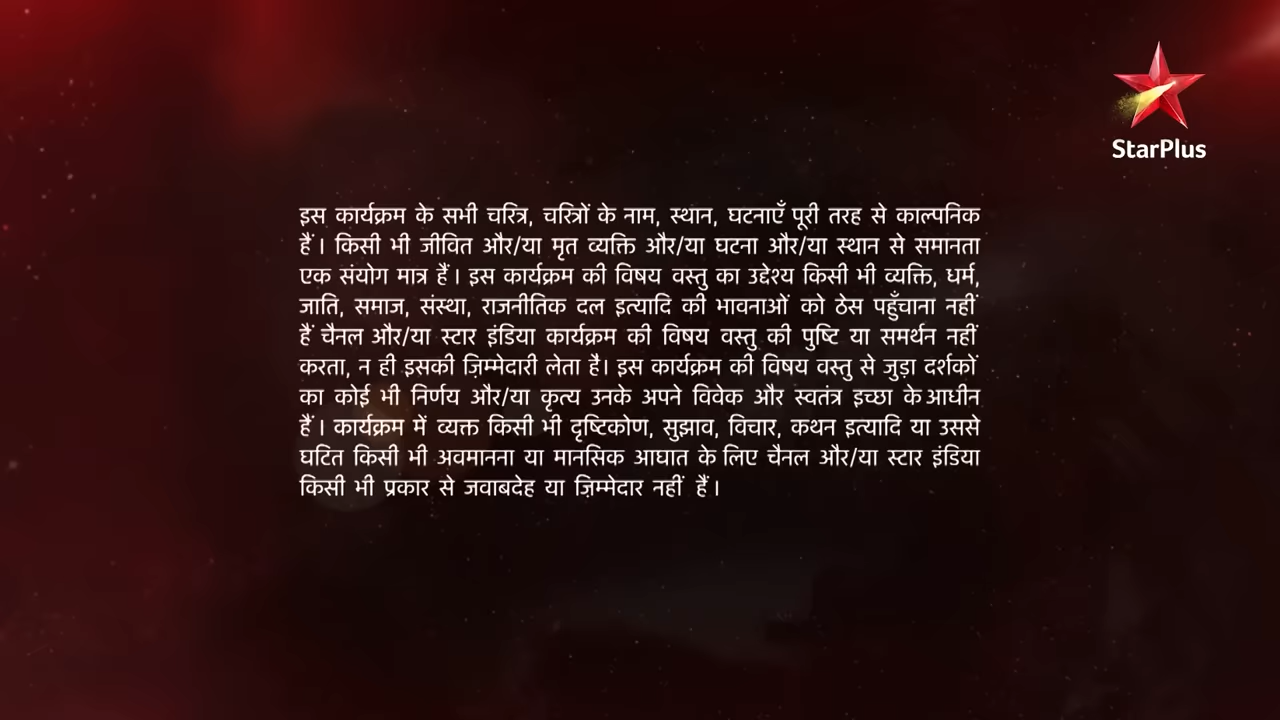 StarPlus
इस कार्यक्रम के सभी चरित्र, चरित्रों के नाम, स्थान, घटनाएँ पूरी तरह से काल्पनिक
हैं। किसी भी जीवित और/या मृत व्यक्ति और/या घटना और/या स्थान से समानता
एक संयोग मात्र हैं। इस कार्यक्रम की विषय वस्तु का उद्देश्य किसी भी व्यक्ति, धर्म,
जाति, समाज, संस्था, राजनीतिक दल इत्यादि की भावनाओं को ठेस पहुँचाना नहीं
हैं चैनल और/या स्टार इंडिया कार्यक्रम की विषय वस्तु की पुष्टि या समर्थन नहीं
करता, न ही इसकी ज़िम्मेदारी लेता है। इस कार्यक्रम की विषय वस्तु से जुड़ा दर्शकों
का कोई भी निर्णय और/या कृत्य उनके अपने विवेक और स्वतंत्र इच्छा के आधीन
हैं। कार्यक्रम में व्यक्त किसी भी दृष्टिकोण, सुझाव, विचार, कथन इत्यादि या उससे
घटित किसी भी अवमानना या मानसिक आघात के लिए चैनल और/या स्टार इंडिया
किसी भी प्रकार से जवाबदेह या ज़िम्मेदार नहीं हैं।